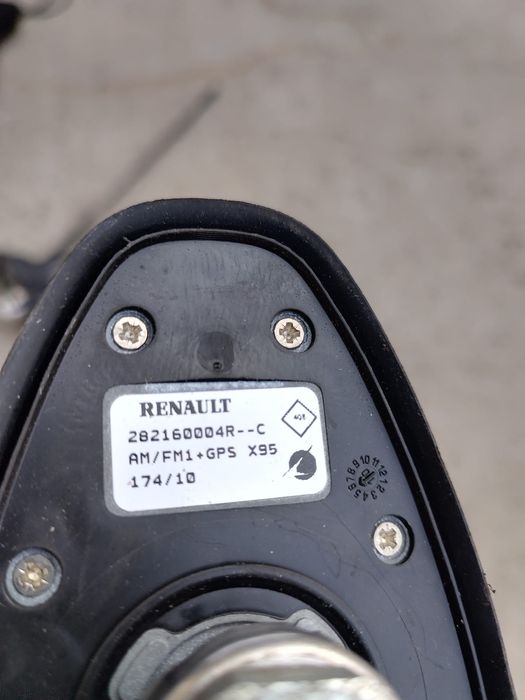 RENAULT
282160004R--C
AM/FM1+GPS X95
174/10